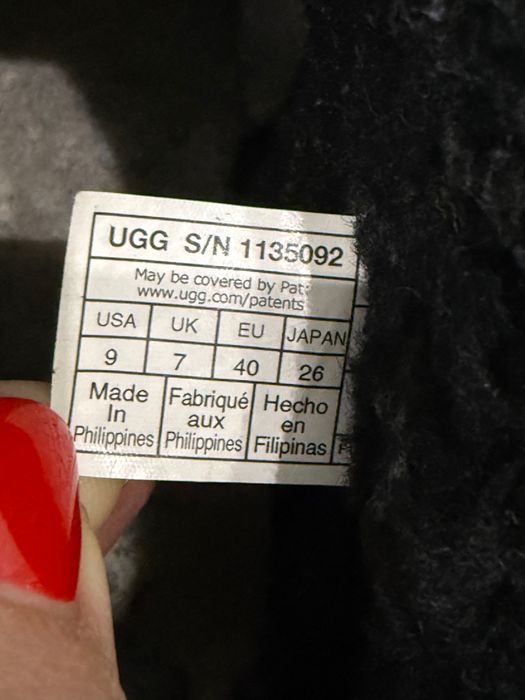 UGG S/N 1135092
May be covered by Pat
www.ugg.com/patents
USA UK EU JAPAN
9 7 40 26
Made Fabriqué Hecho
In aux en
Philippines Philippines Filipinas